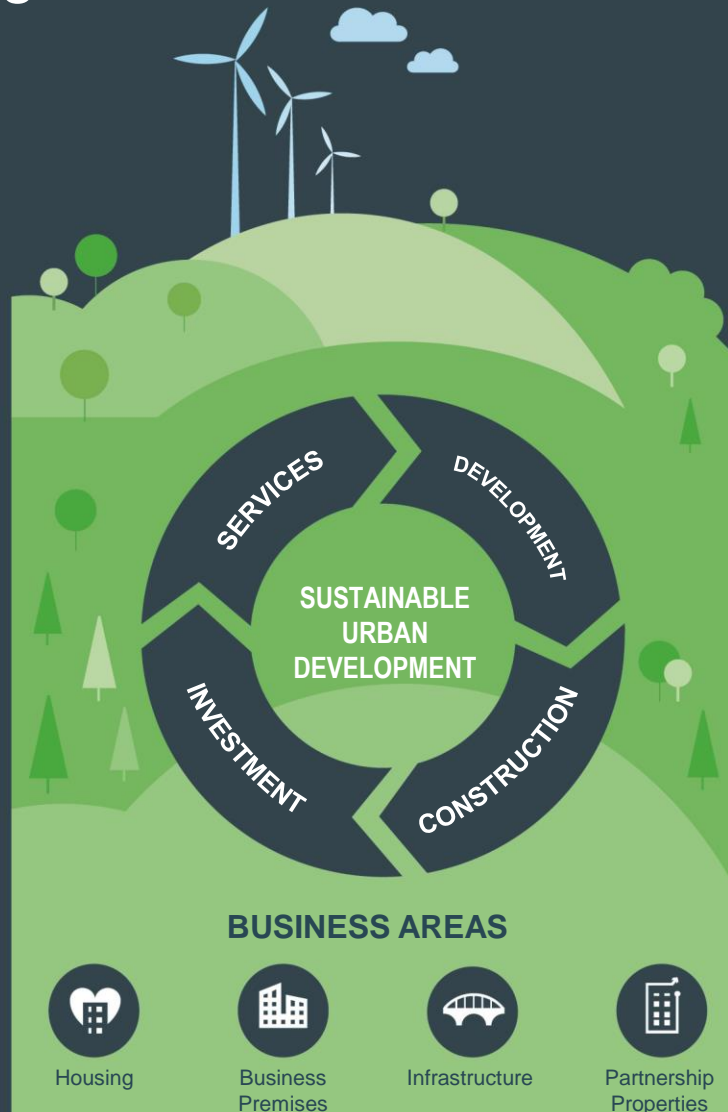 SERVICES
DEVELOPMENT
SUSTAINABLE
URBAN
DEVELOPMENT
INVESTMENT
CONSTRUCTION
BUSINESS AREAS
Housing
Business
Premises
Infrastructure
Partnership
Properties